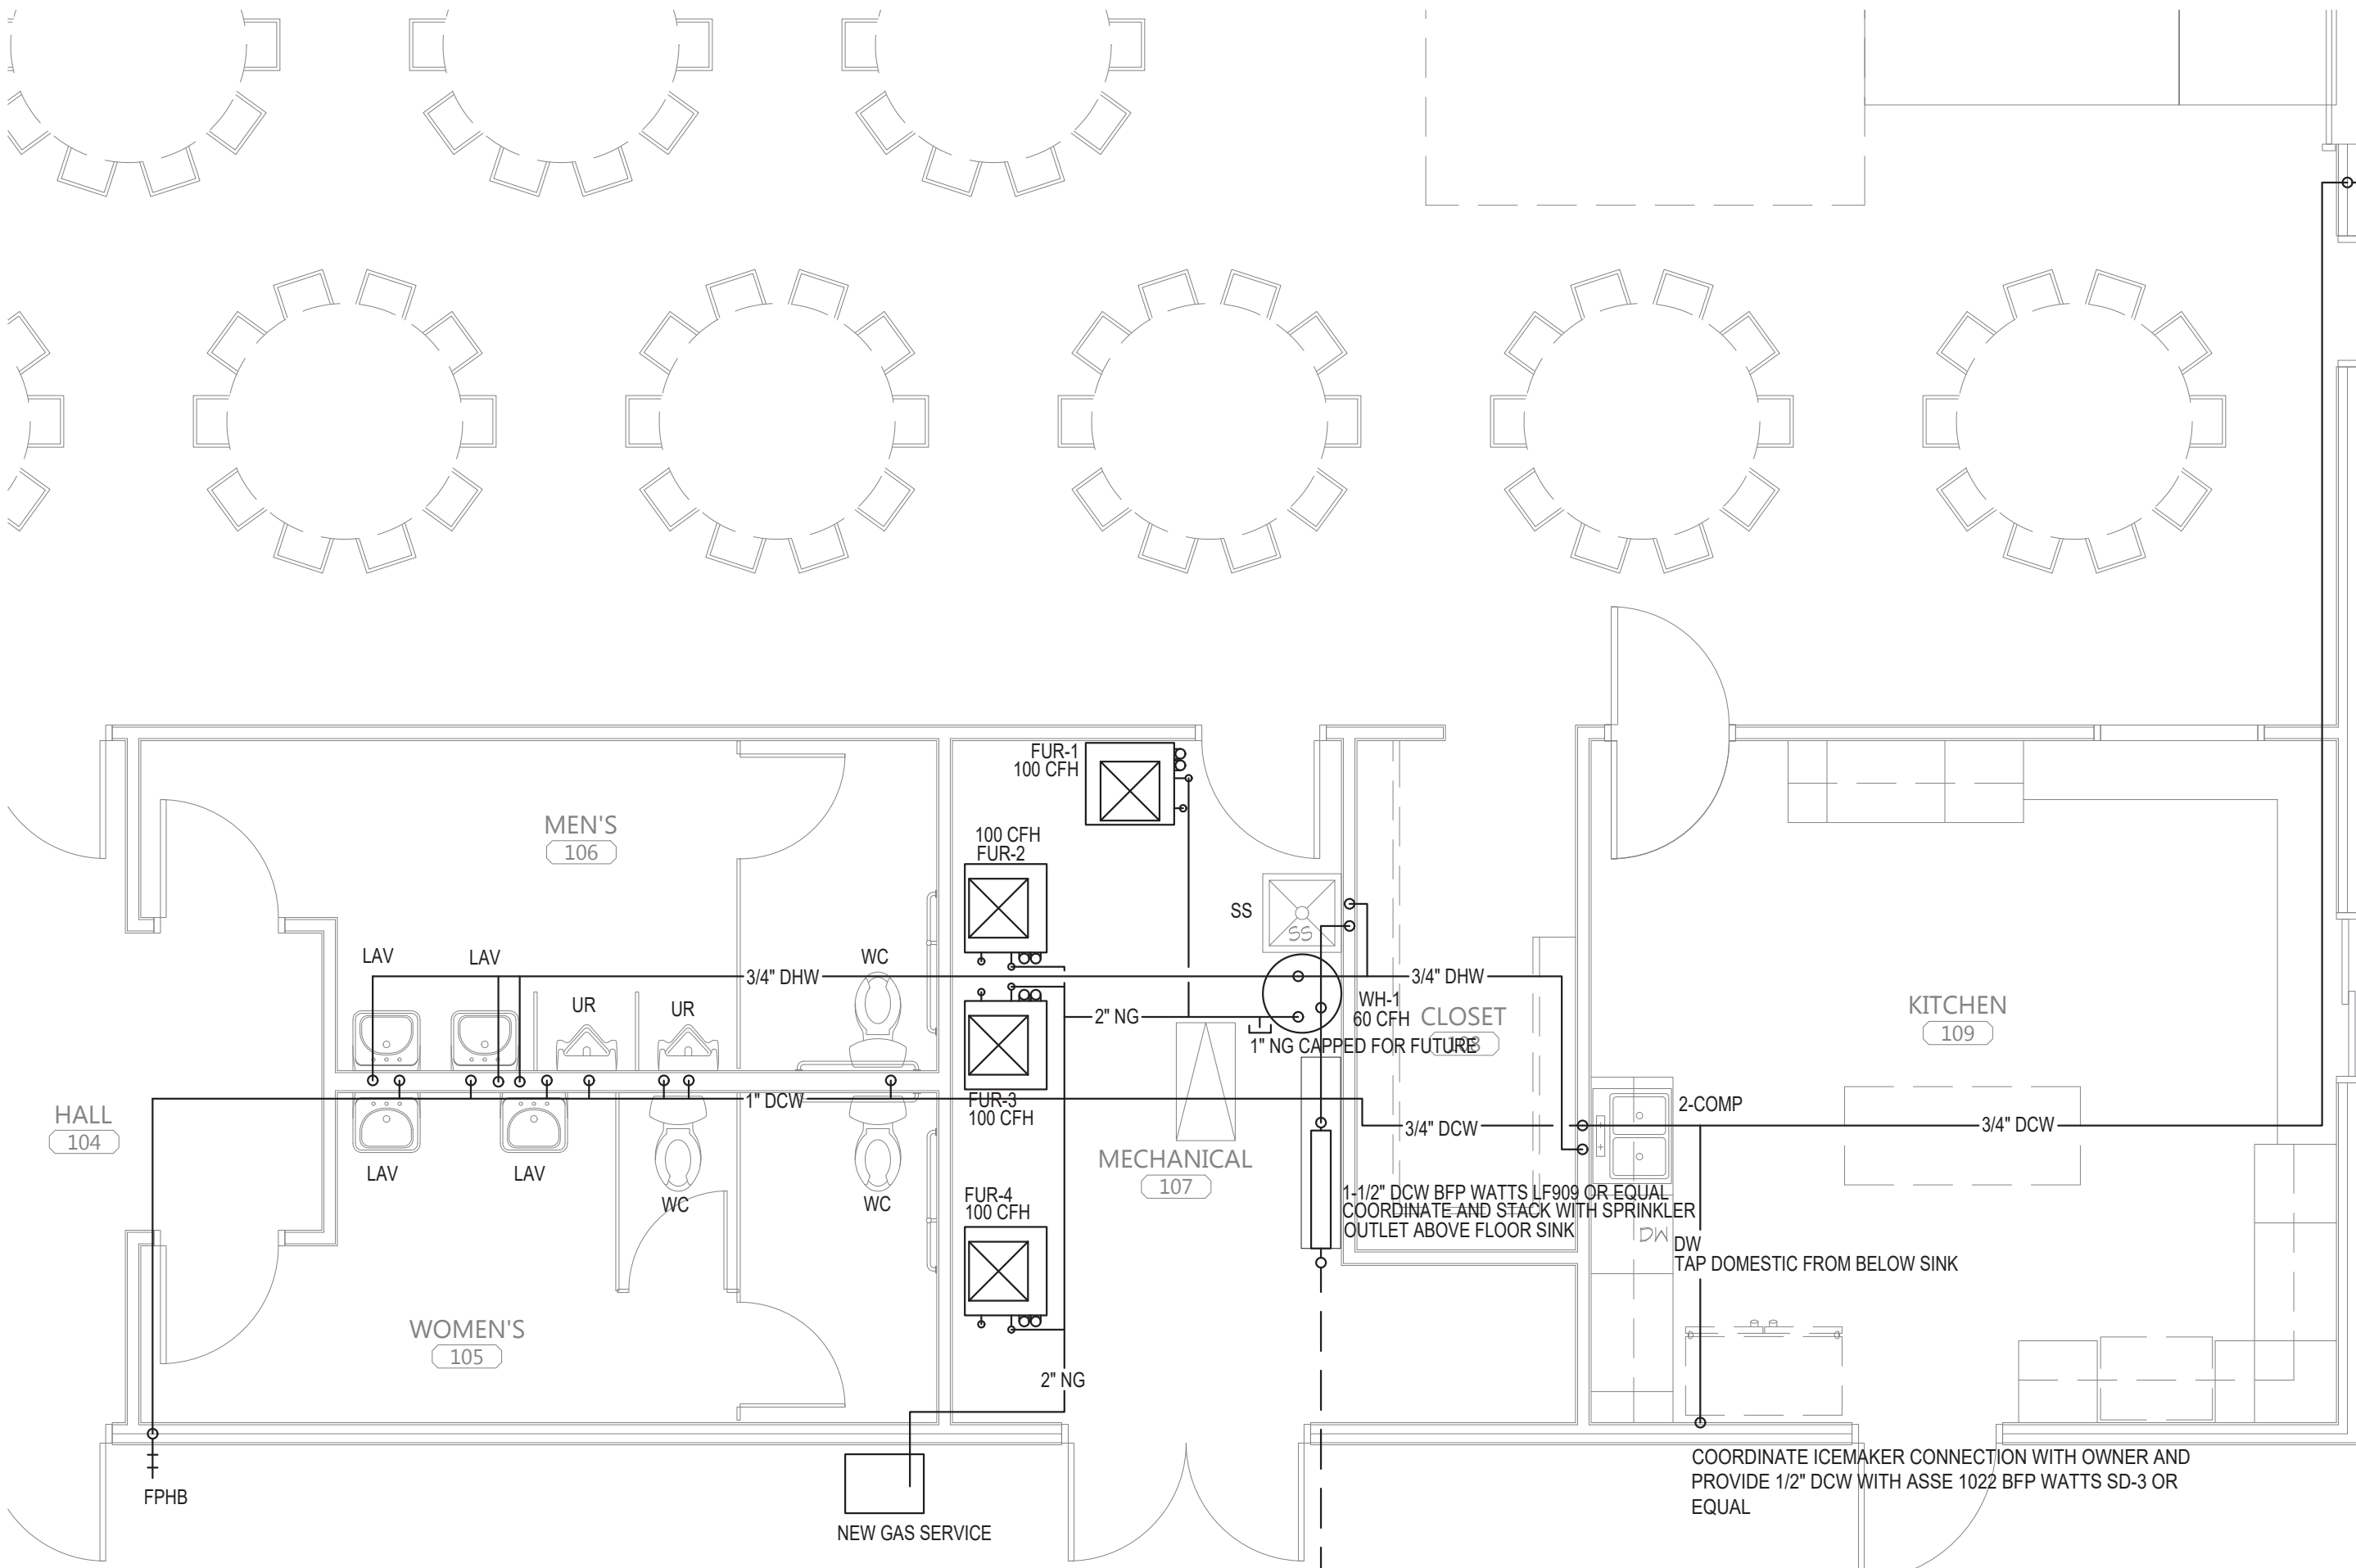 FUR-1
100 CFH
MEN'S
106
100 CFH
FUR-2
SS
SS
LAV
LAV
WC
3/4" DHW
3/4" DHW
UR
UR
2" NG
WH-1
60 CFH
CLOSET
108
1" NG CAPPED FOR FUTURE
KITCHEN
109
HALL
104
1" DCW
FUR-3
100 CFH
2-COMP
3/4" DCW
3/4" DCW
LAV
LAV
WC
WC
MECHANICAL
107
FUR-4
100 CFH
1-1/2" DCW BFP WATTS LF909 OR EQUAL
COORDINATE AND STACK WITH SPRINKLER
OUTLET ABOVE FLOOR SINK
DW
DW
TAP DOMESTIC FROM BELOW SINK
WOMEN'S
105
2" NG
COORDINATE ICEMAKER CONNECTION WITH OWNER AND
PROVIDE 1/2" DCW WITH ASSE 1022 BFP WATTS SD-3 OR
EQUAL
FPHB
NEW GAS SERVICE